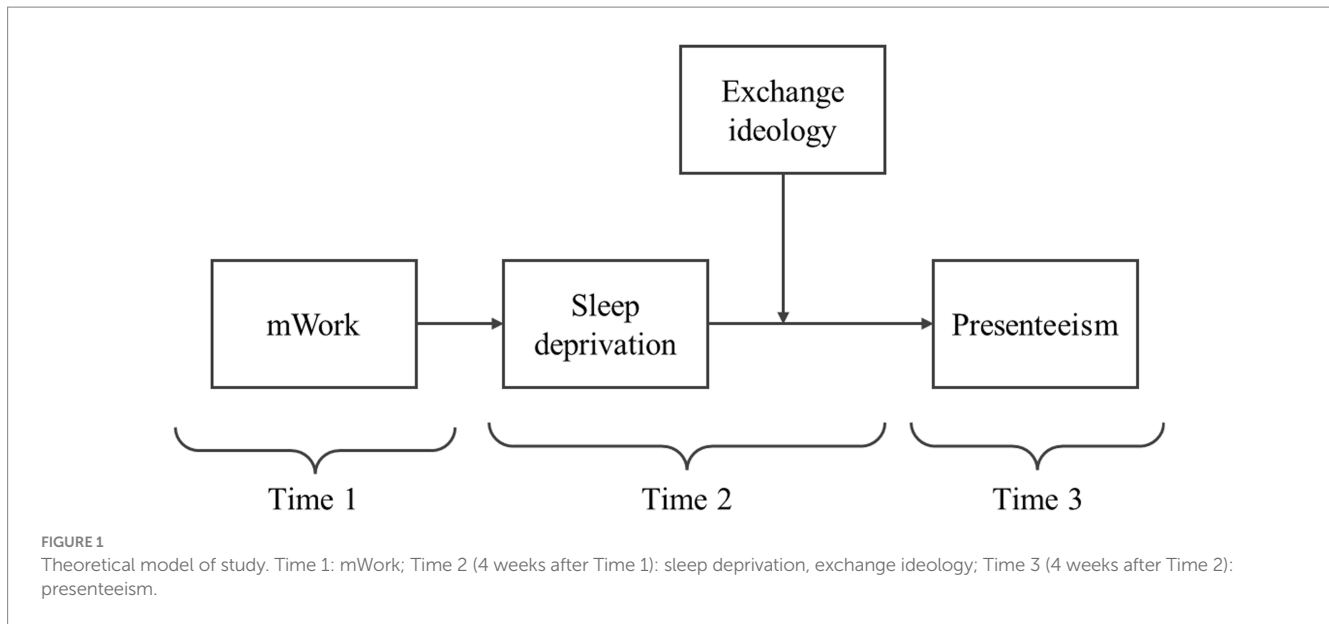 Exchange
ideology
mWork
Sleep
deprivation
Presenteeism
Time 1
Time 2
Time 3
FIGURE 1
Theoretical model of study. Time 1: mWork; Time 2 (4 weeks after Time 1): sleep deprivation, exchange ideology; Time 3 (4 weeks after Time 2):
presenteeism.